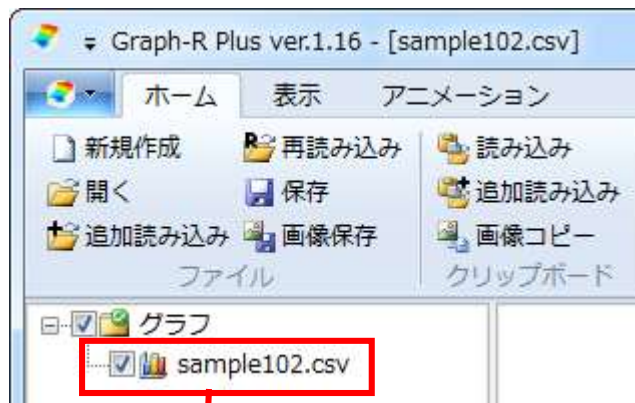 Graph-R Plus ver.1.16 - [sample102.csv]
ホーム 表示 アニメーション
新規作成 再読み込み 読み込み
開く 保存 追加読み込み
追加読み込み 画像保存 画像コピー
ファイル クリップボード
グラフ
sample102.csv